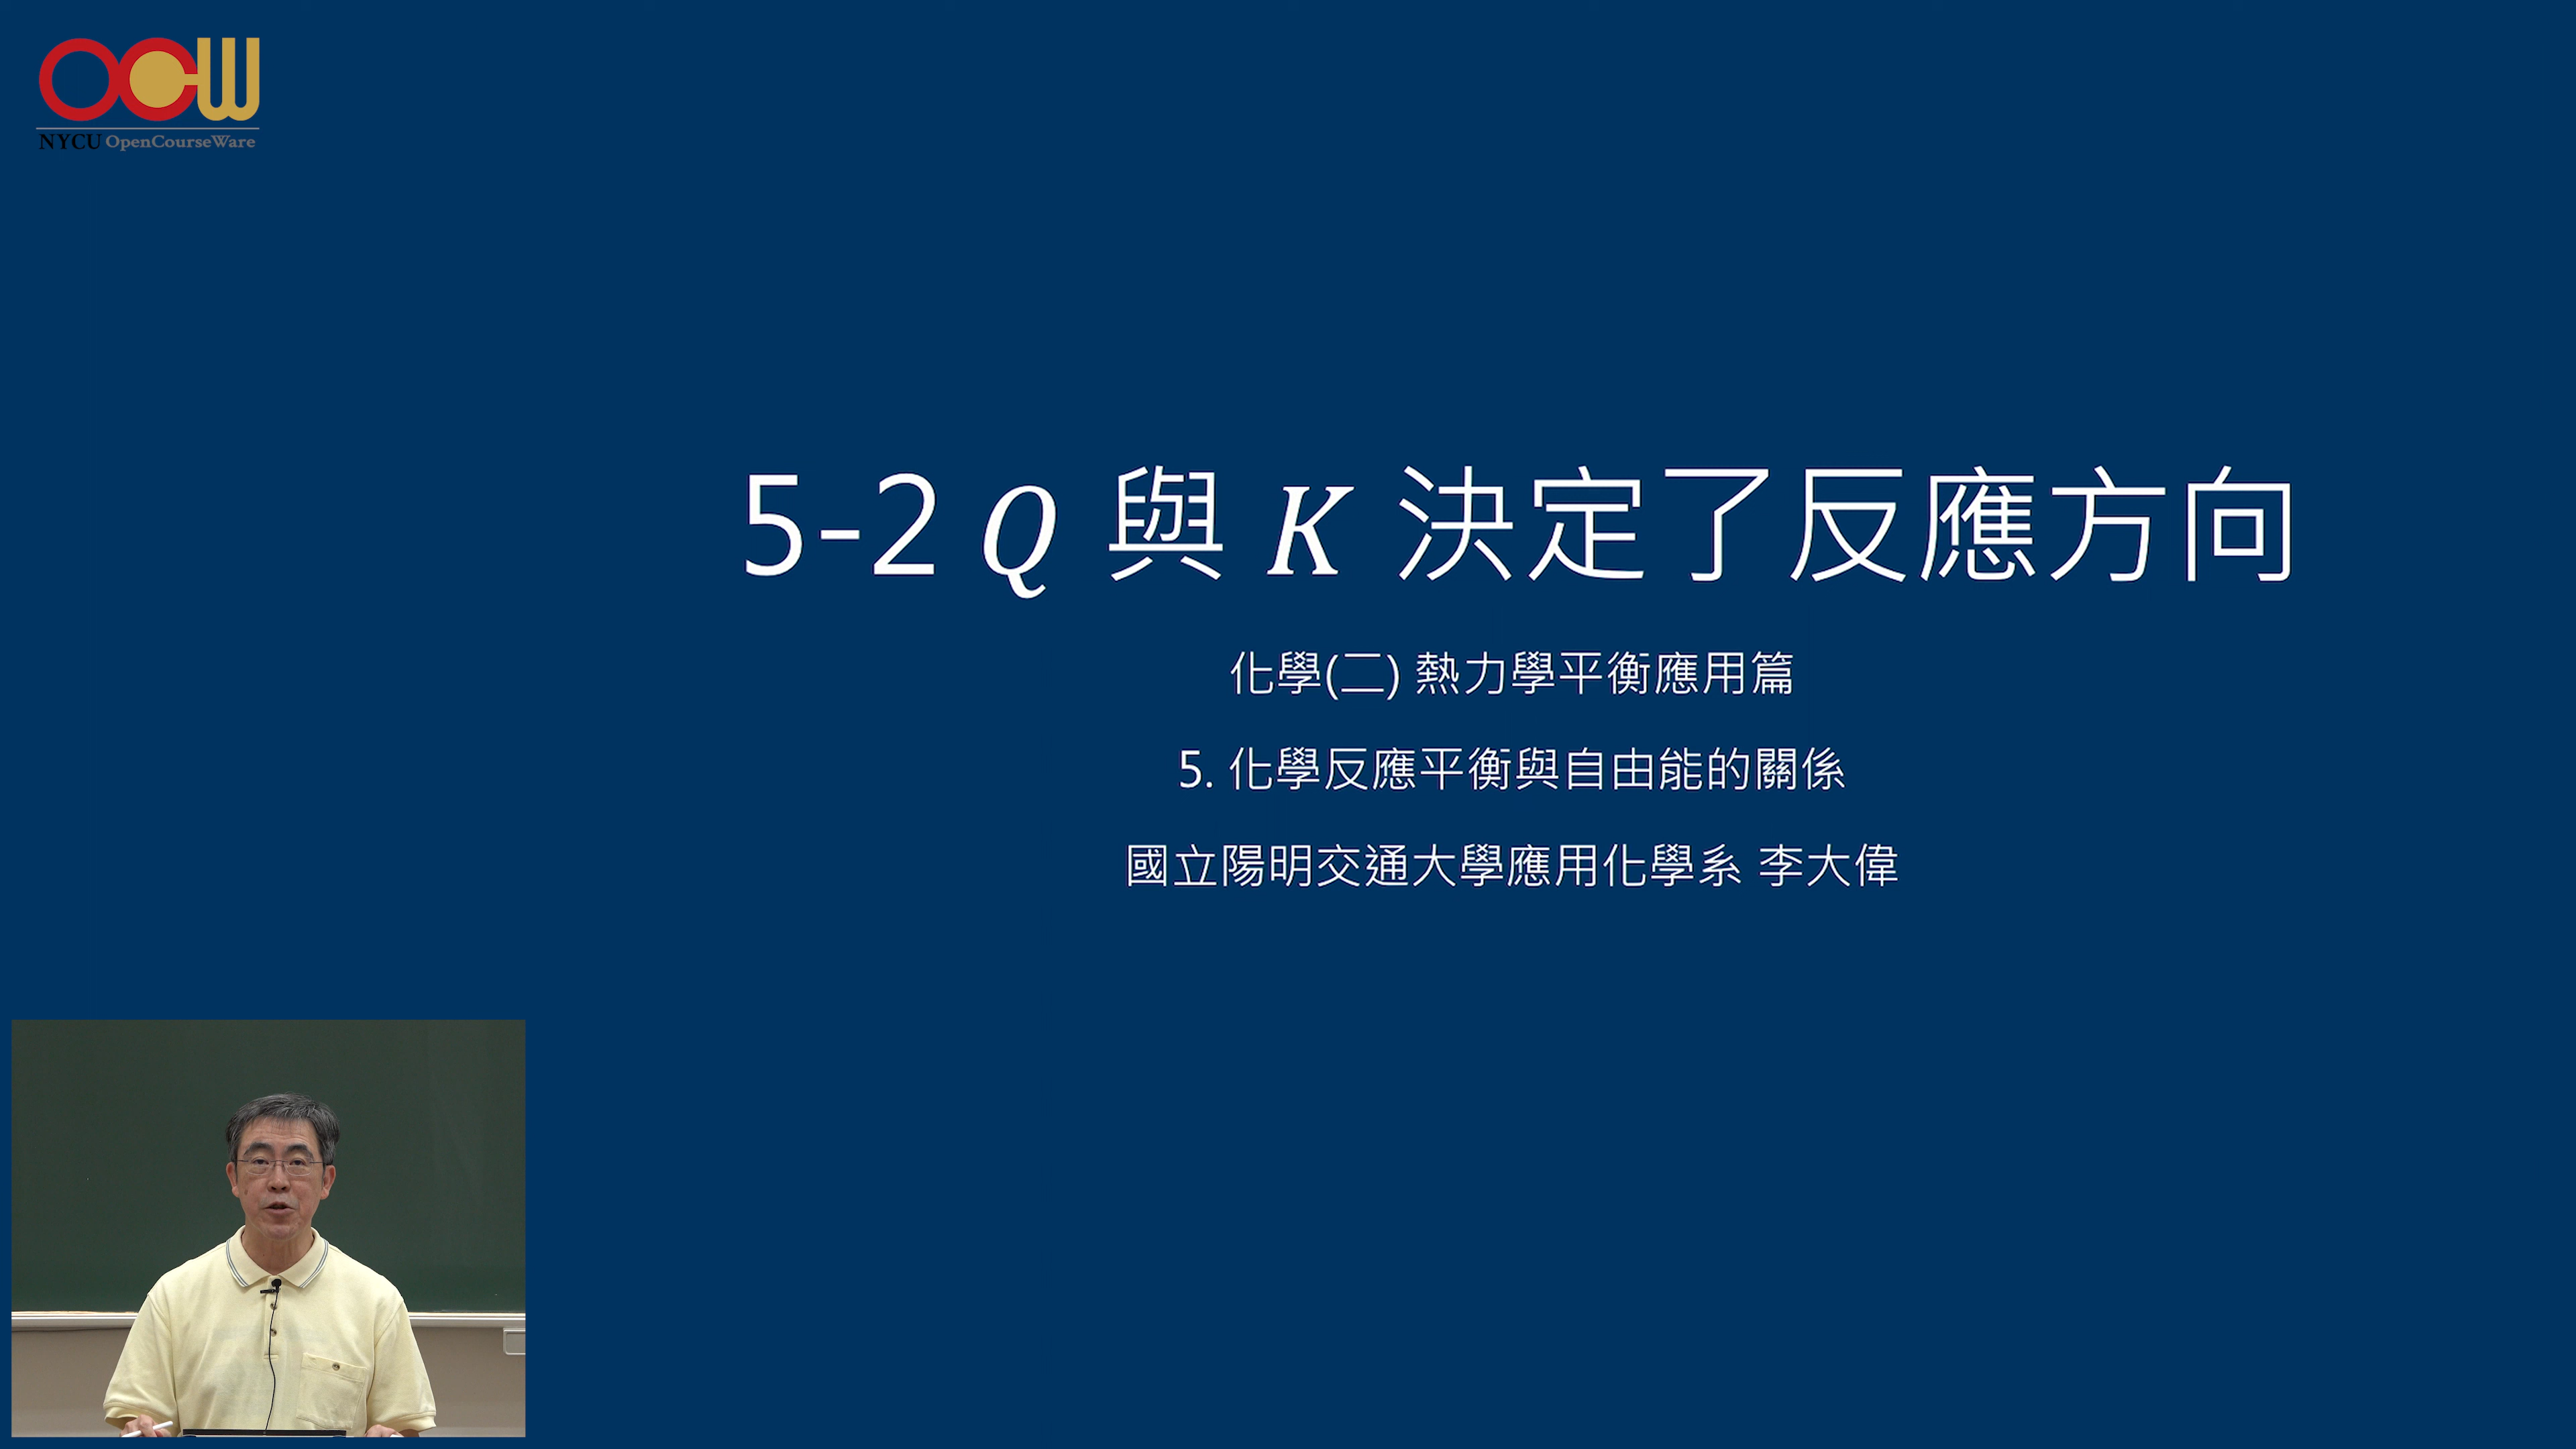 OCW
NYCU OpenCourseWare
5-2 Q 與 K 決定了反應方向
化學(二) 熱力學平衡應用篇
5. 化學反應平衡與自由能的關係
國立陽明交通大學應用化學系 李大偉